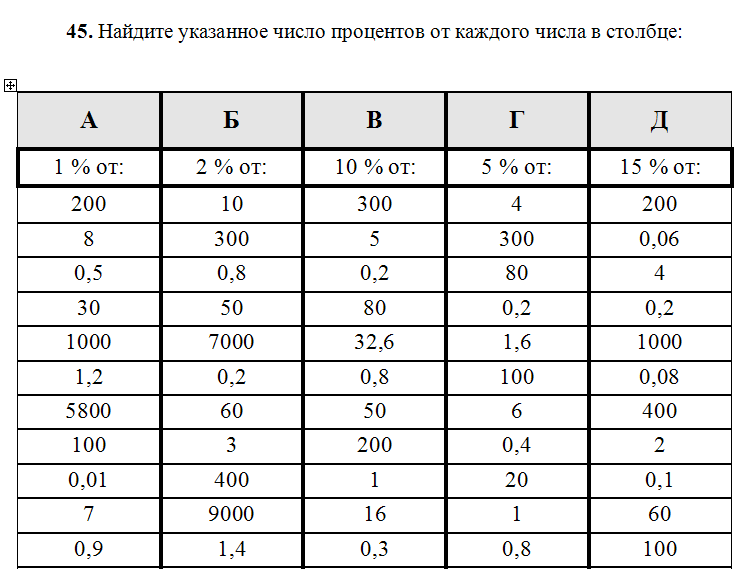 45. Найдите указанное число процентов от каждого числа в столбце:
А Б В Г Д
1 % от: 2 % от: 10 % от: 5 % от: 15 % от:
200 10 300 4 200
8 300 5 300 0,06
0,5 0,8 0,2 80 4
30 50 80 0,2 0,2
1000 7000 32,6 1,6 1000
1,2 0,2 0,8 100 0,08
5800 60 50 6 400
100 3 200 0,4 2
0,01 400 1 20 0,1
7 9000 16 1 60
0,9 1,4 0,3 0,8 100